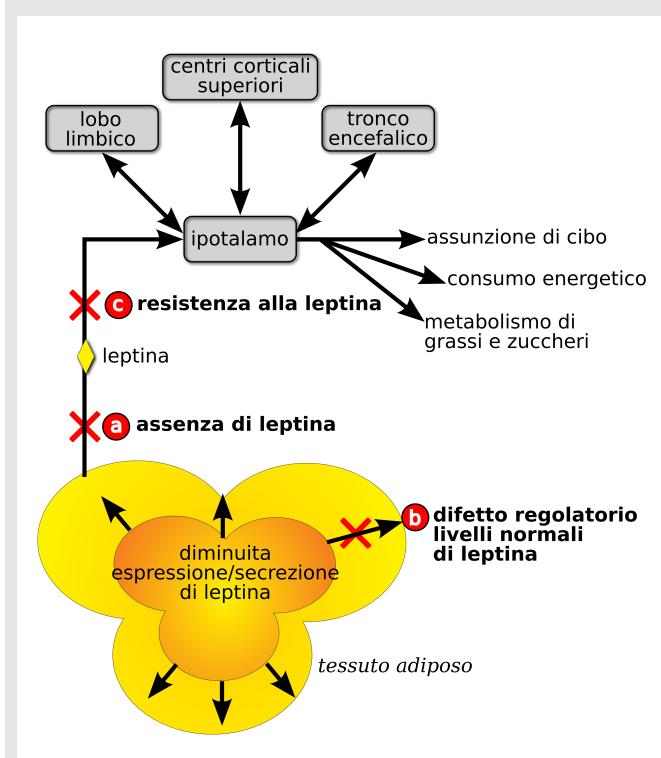 centri corticali
superiori
lobo
limbico
tronco
encefalico
ipotalamo
assunzione di cibo
consumo energetico
metabolismo di
grassi e zuccheri
c resistenza alla leptina
leptina
a assenza di leptina
b difetto regolatorio
livelli normali
di leptina
diminuita
espressione/secrezione
di leptina
tessuto adiposo